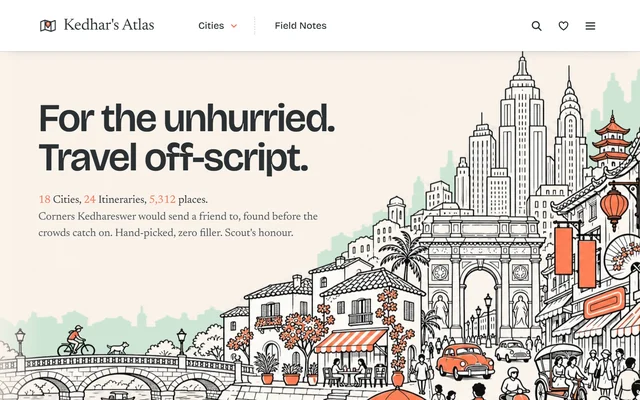 Kedhar's Atlas
Cities
Field Notes
For the unhurried.
Travel off-script.
18 Cities, 24 Itineraries, 5,312 places.
Corners Kedhareswer would send a friend to, found before the
crowds catch on. Hand-picked, zero filler. Scout's honour.